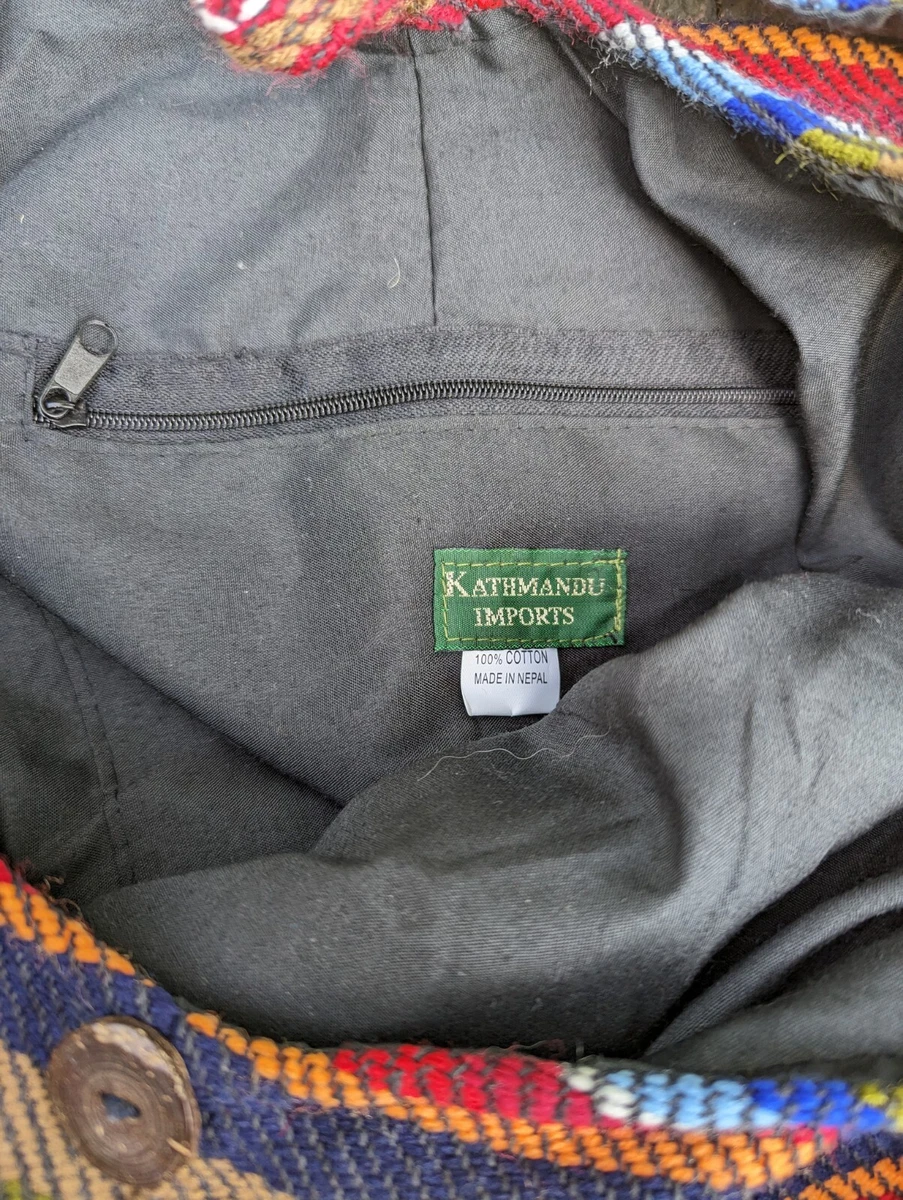 KATHMANDU
IMPORTS
100% COTTON
MADE IN NEPAL